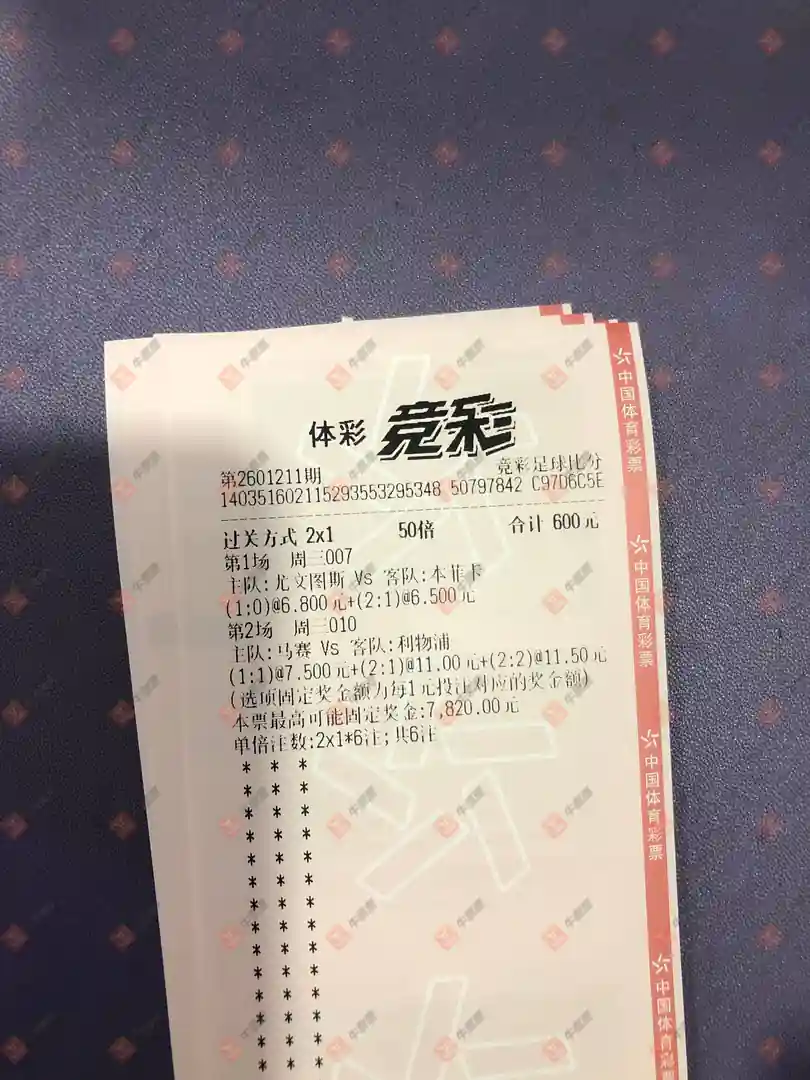 体彩 竞彩
第2601211期 竞彩足球比分
140351602115293553295348 50797842 C97D6C5E
过关方式 2x1 50倍 合计 600元
第1场 周三007
主队:尤文图斯 Vs 客队:本菲卡
(1:0)@6.800元+(2:1)@6.500元
第2场 周三010
主队:马赛 Vs 客队:利物浦
(1:1)@7.500元+(2:1)@11.00元+(2:2)@11.50元
(选项固定奖金额为每1元投注对应的奖金额)
本票最高可能固定奖金:7,820.00元
单倍注数:2x1*6注;共6注
* * *
* * *
* * *
* * *
* * *
* * *
* * *
* * *
* * *
* * *
* * *
* * *
* * *
* * *
中国体育彩票
中国体育彩票
中国体育彩票
中国体育彩